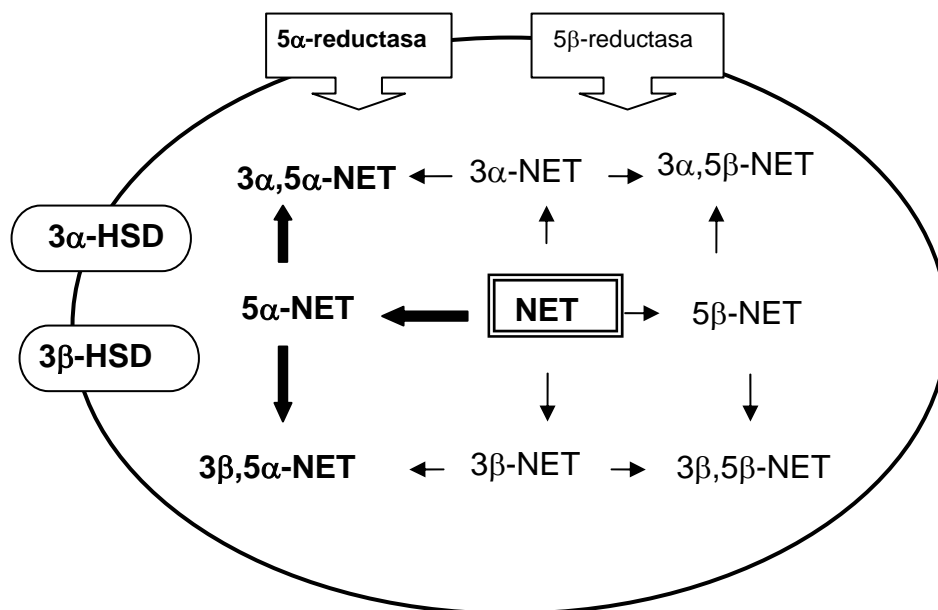 5α-reductasa
5β-reductasa
3α,5α-NET
3α-NET
3α,5β-NET
3α-HSD
5α-NET
NET
5β-NET
3β-HSD
3β,5α-NET
3β-NET
3β,5β-NET